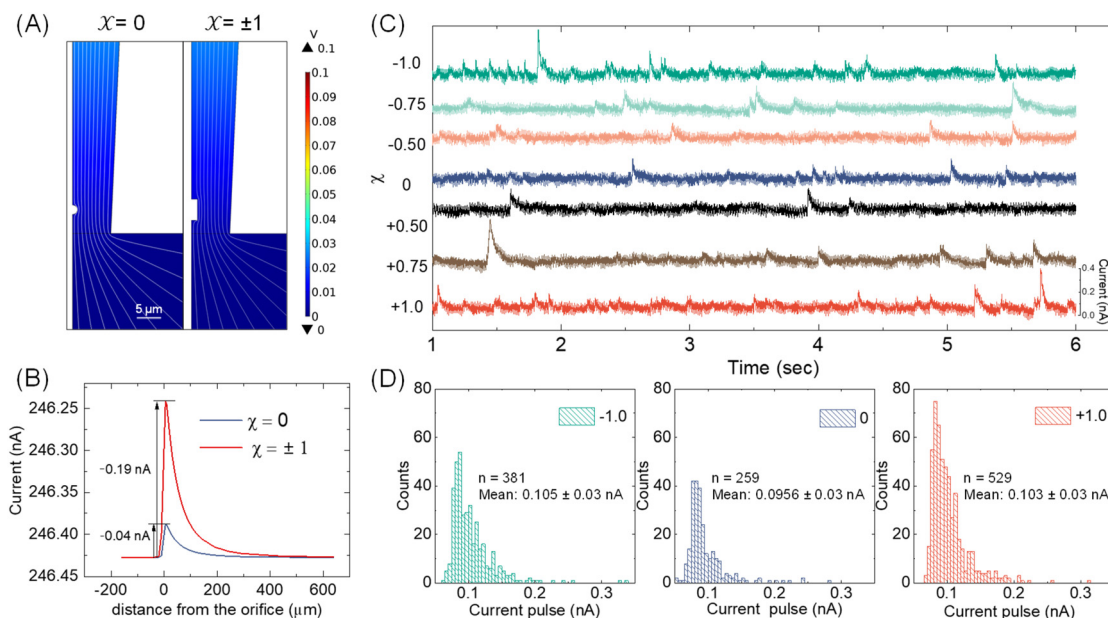 (A)
χ = 0
χ = ±1
V
▲ 0.1
0.1
0.09
0.08
0.07
0.06
0.05
0.04
0.03
0.02
0.01
0
▼ 0
5 µm
(B)
246.25
246.30
246.35
246.40
246.45
Current (nA)
-0.19 nA
-0.04 nA
χ = 0
χ = ± 1
-200
0
200
400
600
distance from the orifice (µm)
(C)
χ
-1.0
-0.75
-0.50
0
+0.50
+0.75
+1.0
0.4
0.2
0.0
Current (nA)
1
2
3
4
5
6
Time (sec)
(D)
80
60
40
20
0
Counts
-1.0
n = 381
Mean: 0.105 ± 0.03 nA
0.1
0.2
0.3
Current pulse (nA)
80
60
40
20
0
Counts
0
n = 259
Mean: 0.0956 ± 0.03 nA
0.1
0.2
0.3
Current pulse (nA)
80
60
40
20
0
Counts
+1.0
n = 529
Mean: 0.103 ± 0.03 nA
0.1
0.2
0.3
Current pulse (nA)